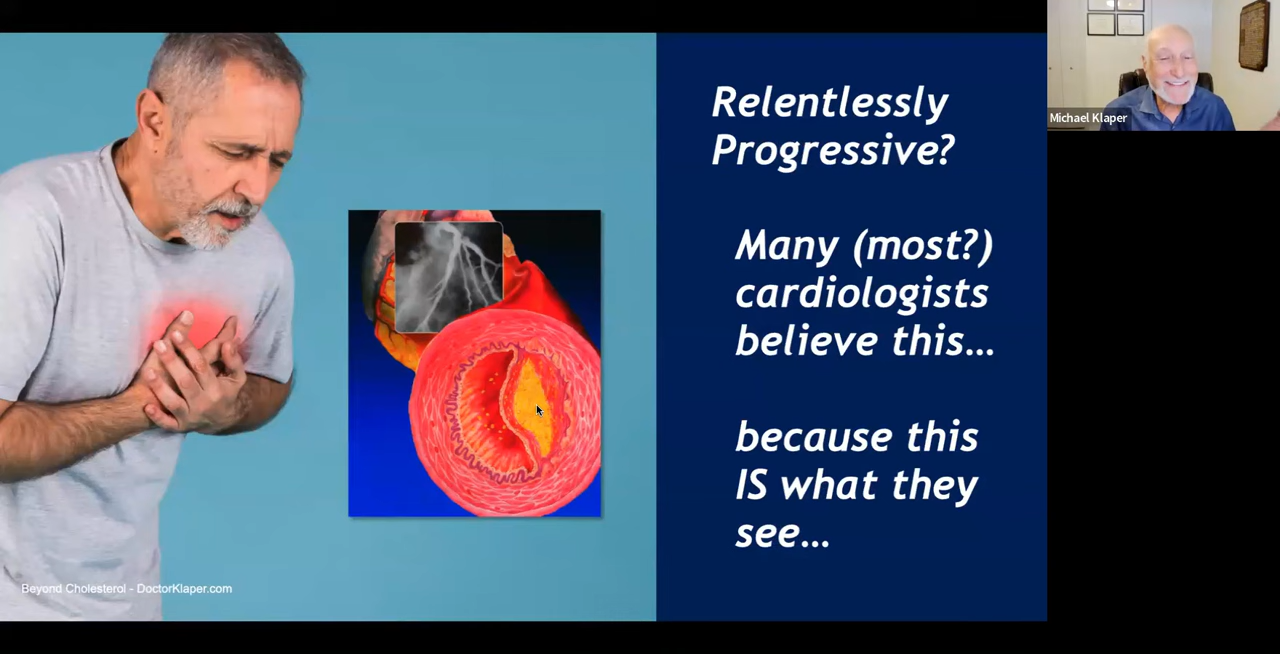 Relentlessly
Progressive?
Many (most?)
cardiologists
believe this...
because this
IS what they
see...
Beyond Cholesterol - DoctorKlaper.com
Michael Klaper